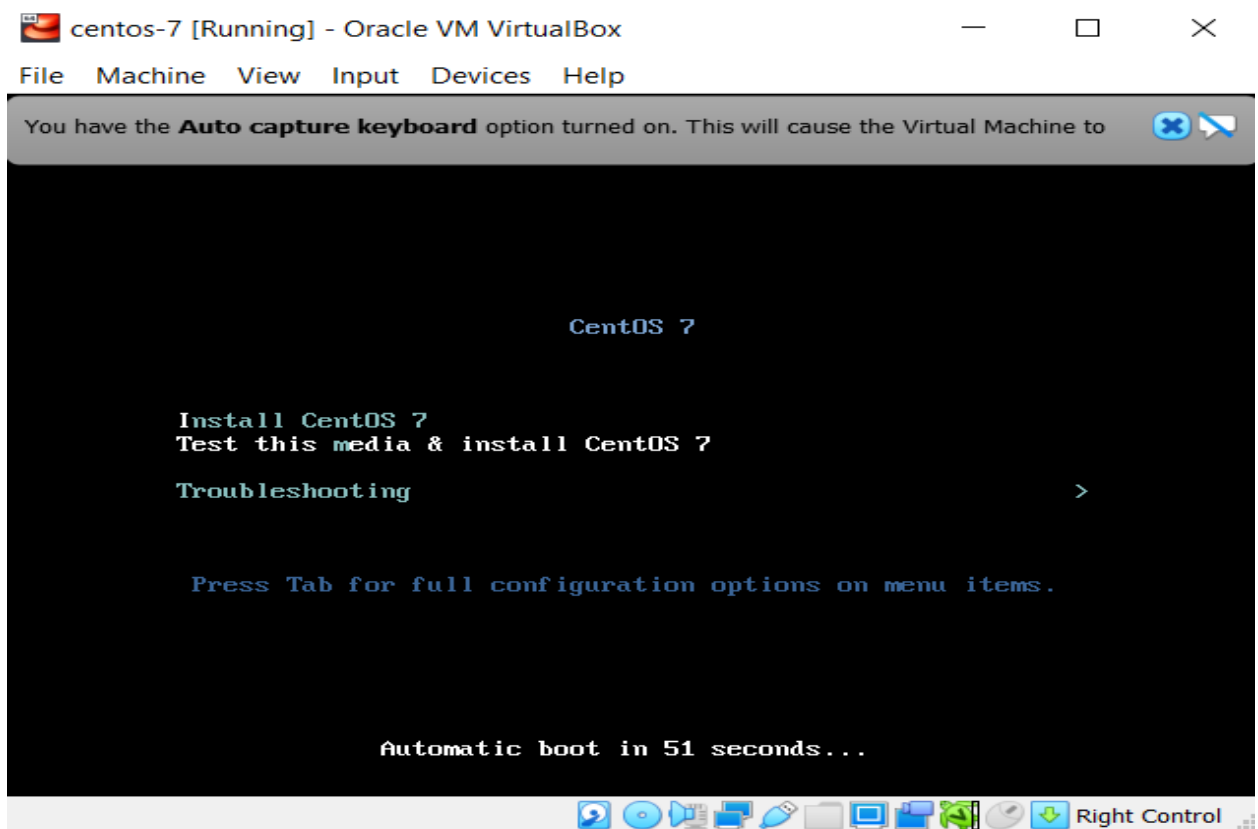 centos-7 [Running] - Oracle VM VirtualBox
File Machine View Input Devices Help
You have the Auto capture keyboard option turned on. This will cause the Virtual Machine to
CentOS 7
Install CentOS 7
Test this media & install CentOS 7
Troubleshooting >
Press Tab for full configuration options on menu items.
Automatic boot in 51 seconds...
Right Control